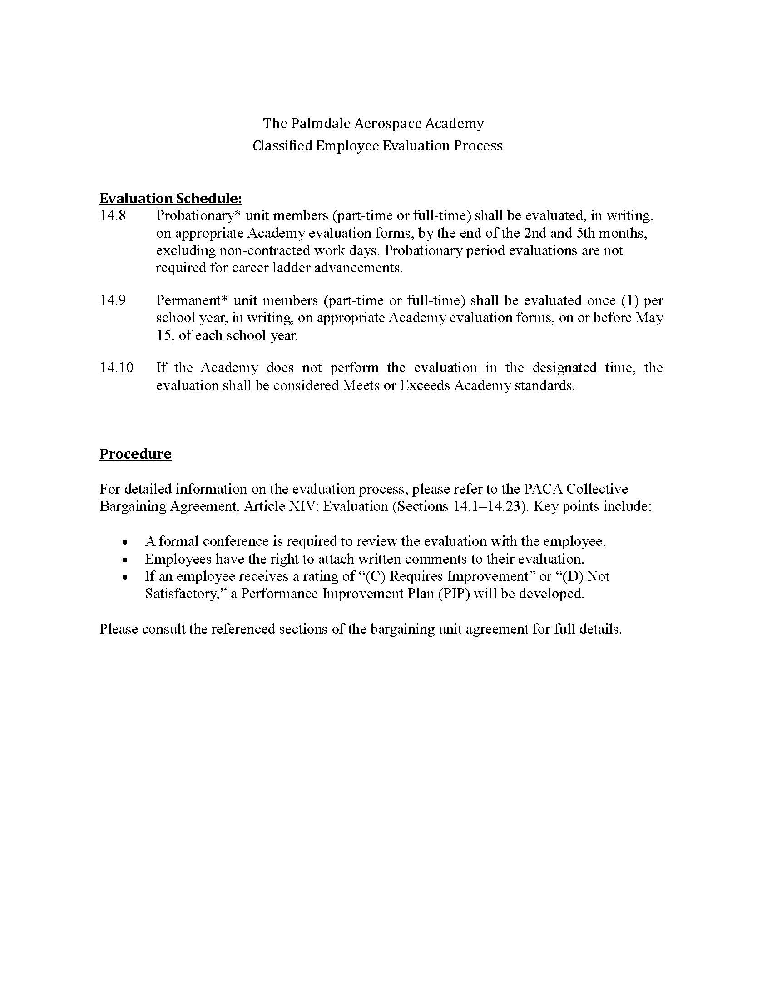 The Palmdale Aerospace Academy
Classified Employee Evaluation Process
Evaluation Schedule:
14.8 Probationary* unit members (part-time or full-time) shall be evaluated, in writing,
on appropriate Academy evaluation forms, by the end of the 2nd and 5th months,
excluding non-contracted work days. Probationary period evaluations are not
required for career ladder advancements.
14.9 Permanent* unit members (part-time or full-time) shall be evaluated once (1) per
school year, in writing, on appropriate Academy evaluation forms, on or before May
15, of each school year.
14.10 If the Academy does not perform the evaluation in the designated time, the
evaluation shall be considered Meets or Exceeds Academy standards.
Procedure
For detailed information on the evaluation process, please refer to the PACA Collective
Bargaining Agreement, Article XIV: Evaluation (Sections 14.1–14.23). Key points include:
• A formal conference is required to review the evaluation with the employee.
• Employees have the right to attach written comments to their evaluation.
• If an employee receives a rating of “(C) Requires Improvement” or “(D) Not
Satisfactory,” a Performance Improvement Plan (PIP) will be developed.
Please consult the referenced sections of the bargaining unit agreement for full details.